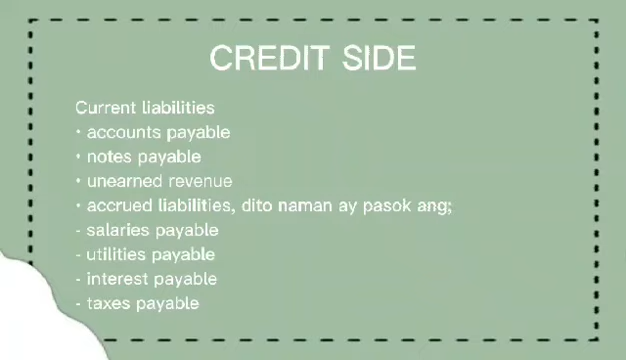 CREDIT SIDE
Current liabilities
• accounts payable
• notes payable
• unearned revenue
• accrued liabilities, dito naman ay pasok ang;
- salaries payable
- utilities payable
- interest payable
- taxes payable